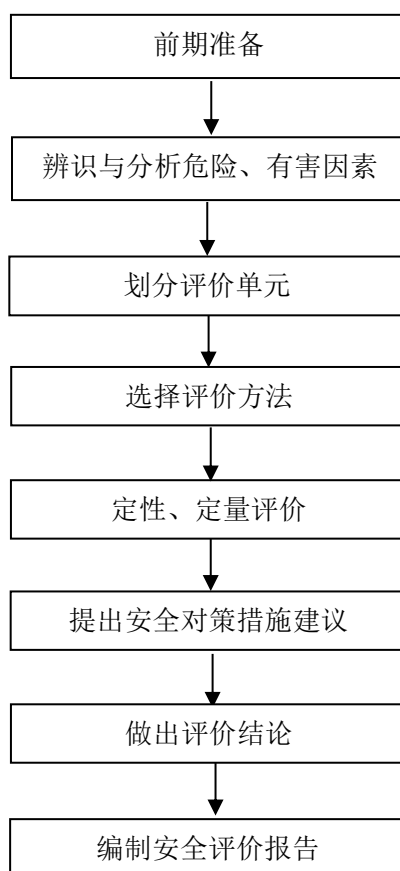 前期准备
辨识与分析危险、有害因素
划分评价单元
选择评价方法
定性、定量评价
提出安全对策措施建议
做出评价结论
编制安全评价报告